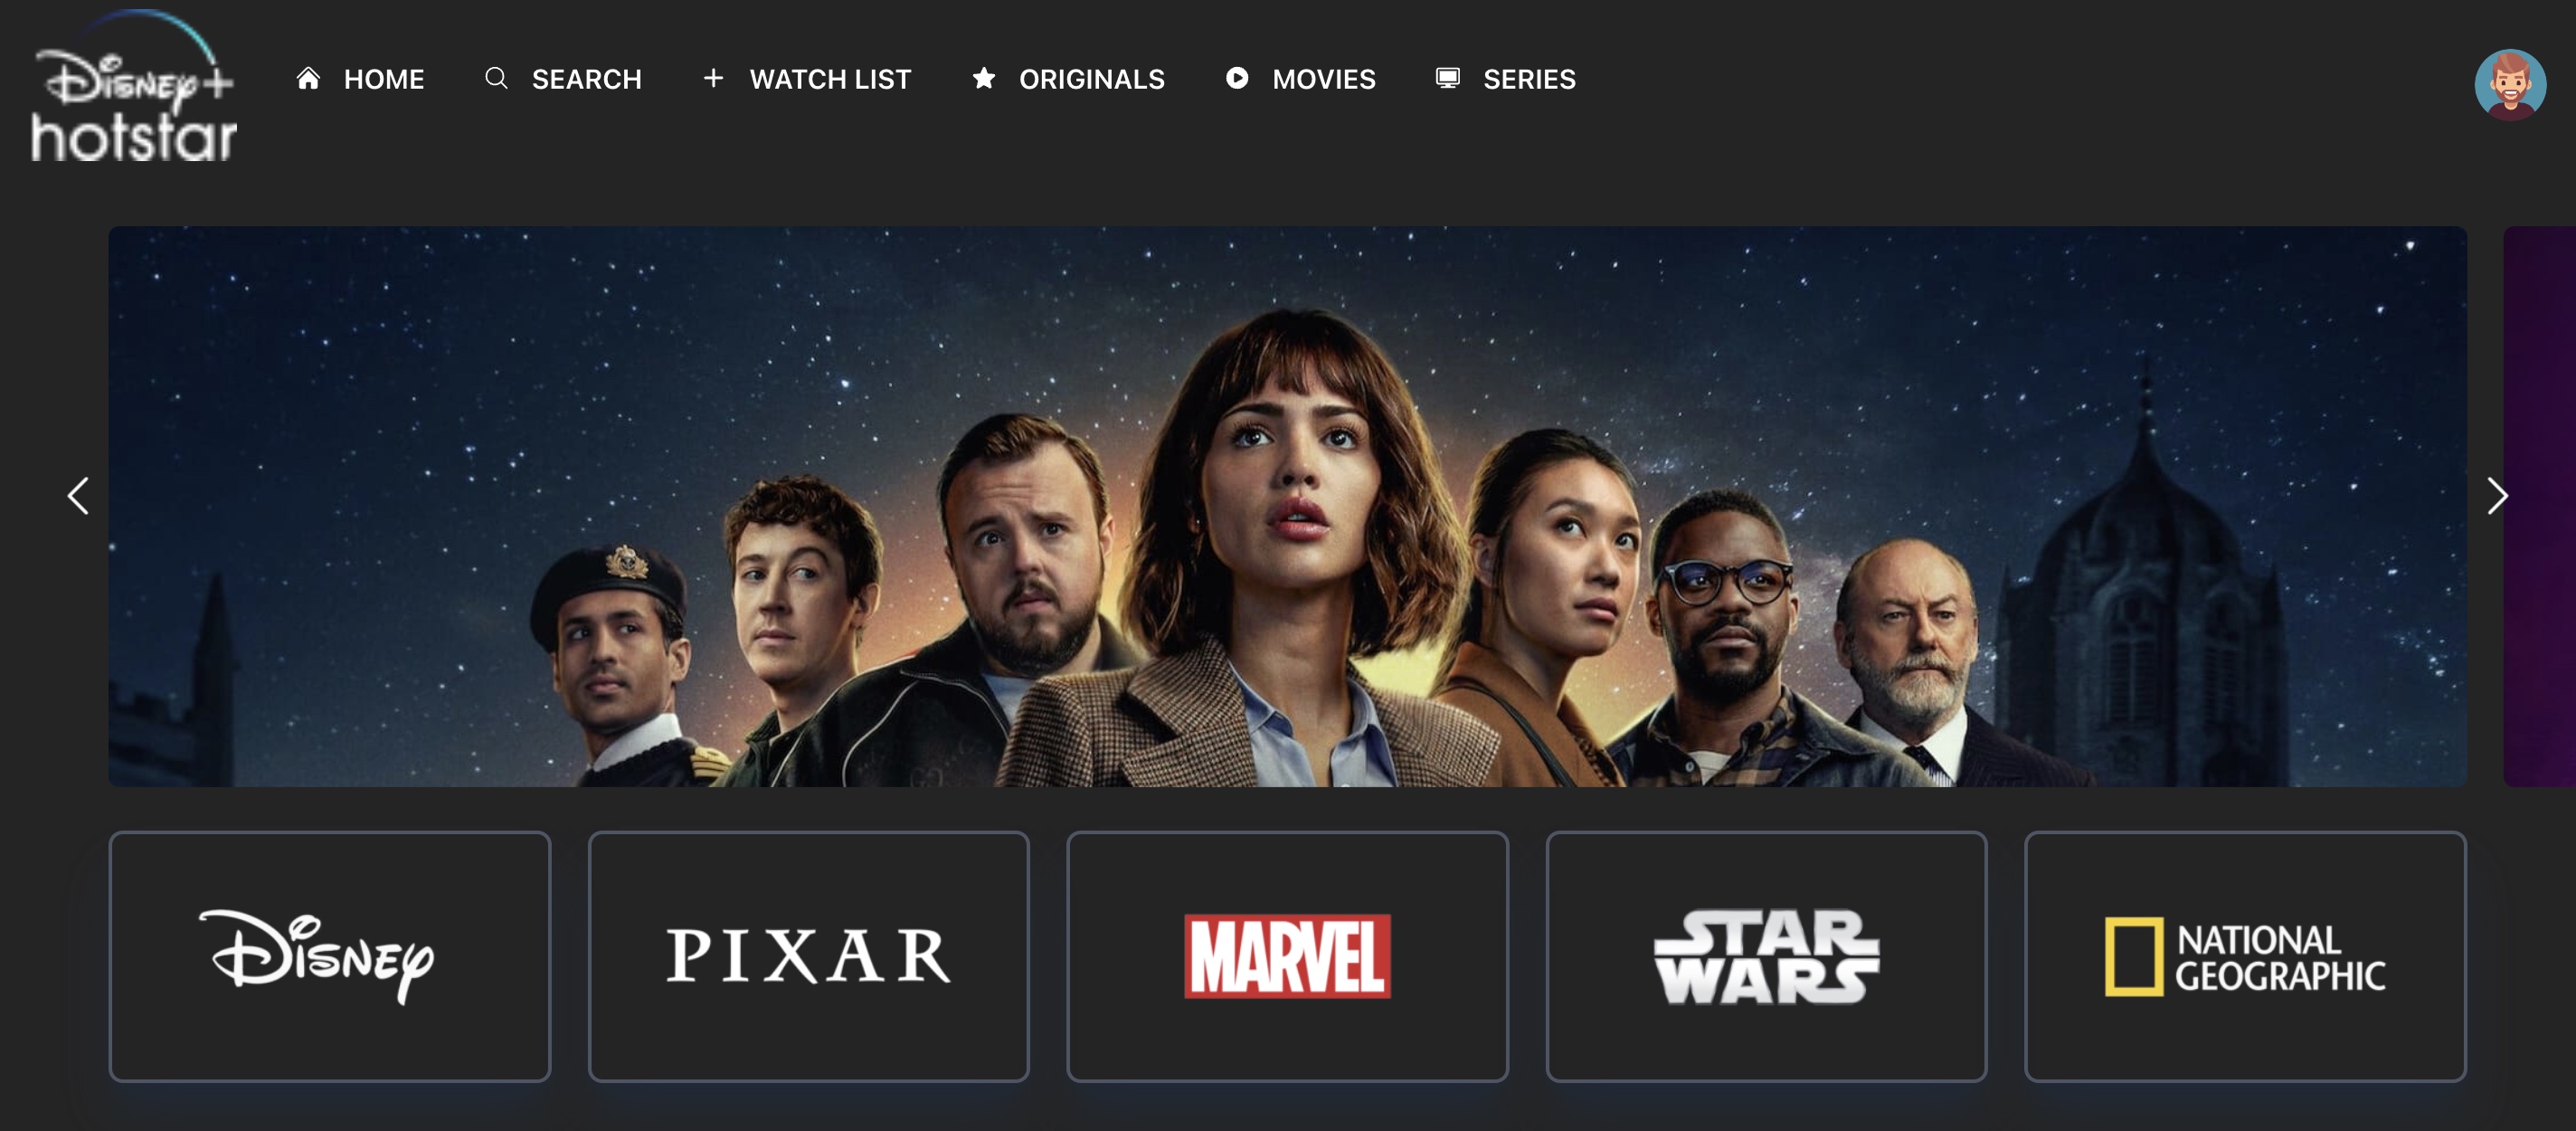 Disney+
hotstar
HOME
SEARCH
WATCH LIST
ORIGINALS
MOVIES
SERIES
Disney
PIXAR
MARVEL
STAR
WARS
NATIONAL
GEOGRAPHIC